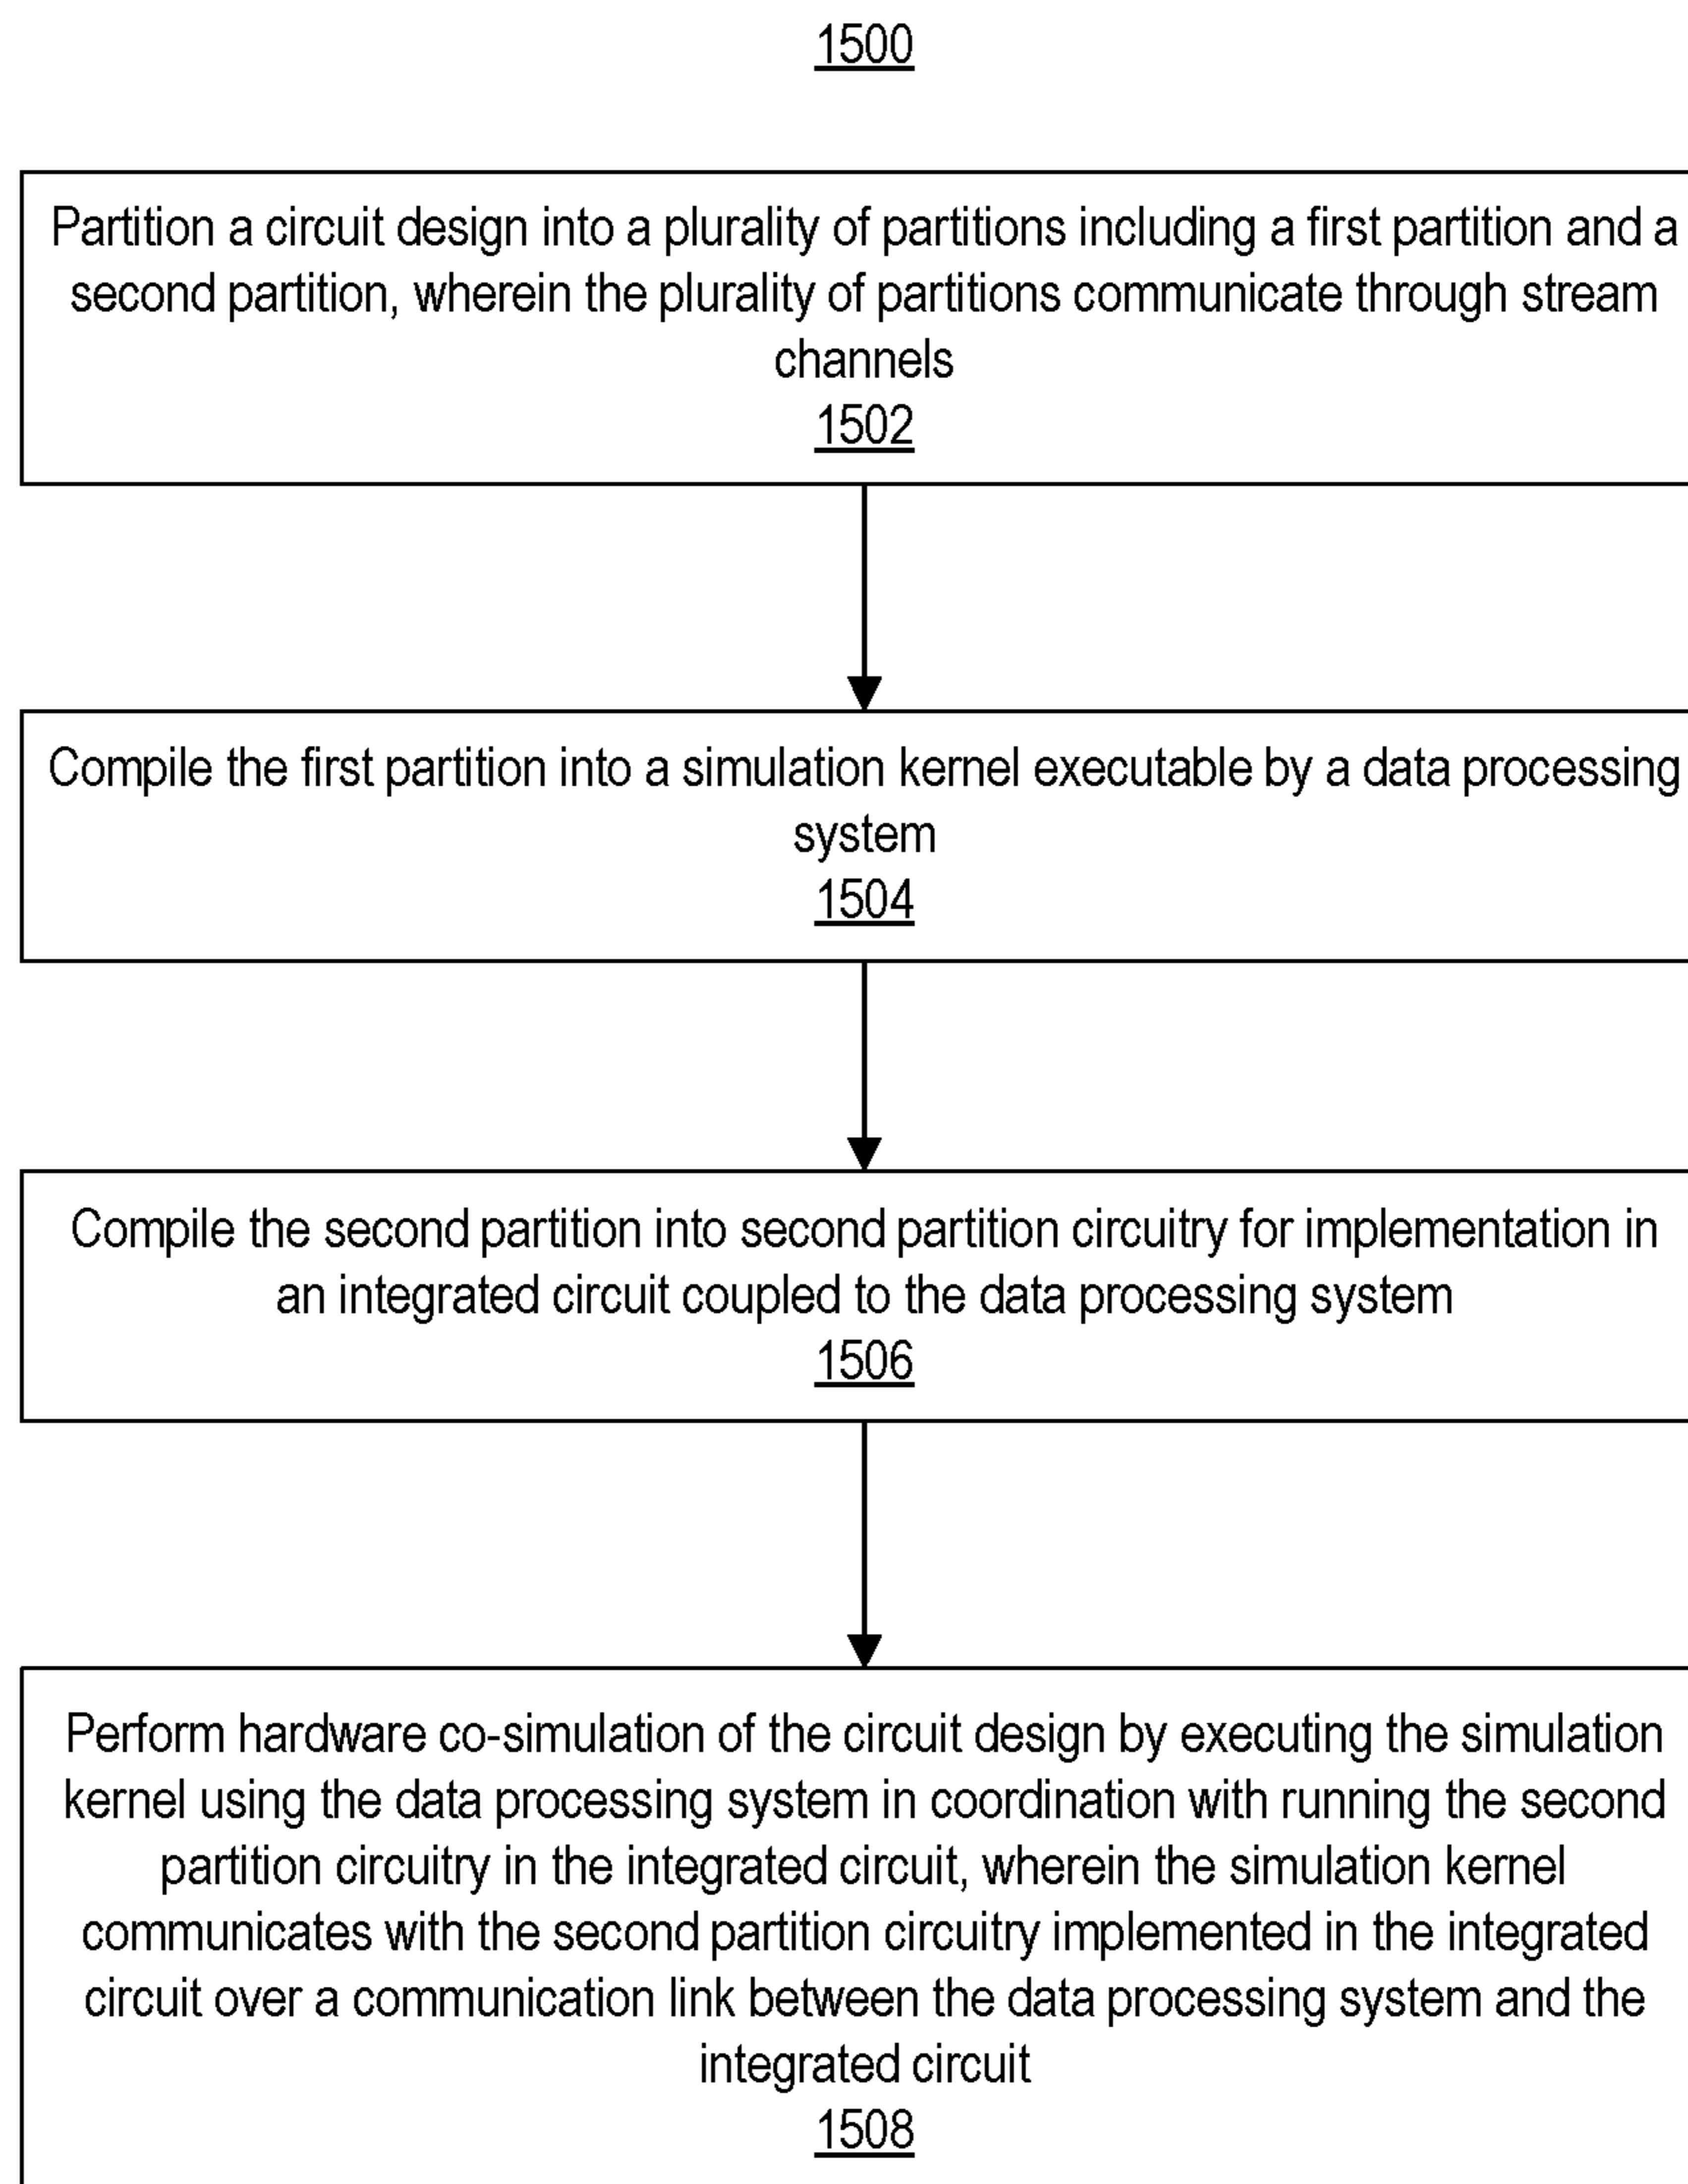 1500
Partition a circuit design into a plurality of partitions including a first partition and a
second partition, wherein the plurality of partitions communicate through stream
channels
1502
Compile the first partition into a simulation kernel executable by a data processing
system
1504
Compile the second partition into second partition circuitry for implementation in
an integrated circuit coupled to the data processing system
1506
Perform hardware co-simulation of the circuit design by executing the simulation
kernel using the data processing system in coordination with running the second
partition circuitry in the integrated circuit, wherein the simulation kernel
communicates with the second partition circuitry implemented in the integrated
circuit over a communication link between the data processing system and the
integrated circuit
1508